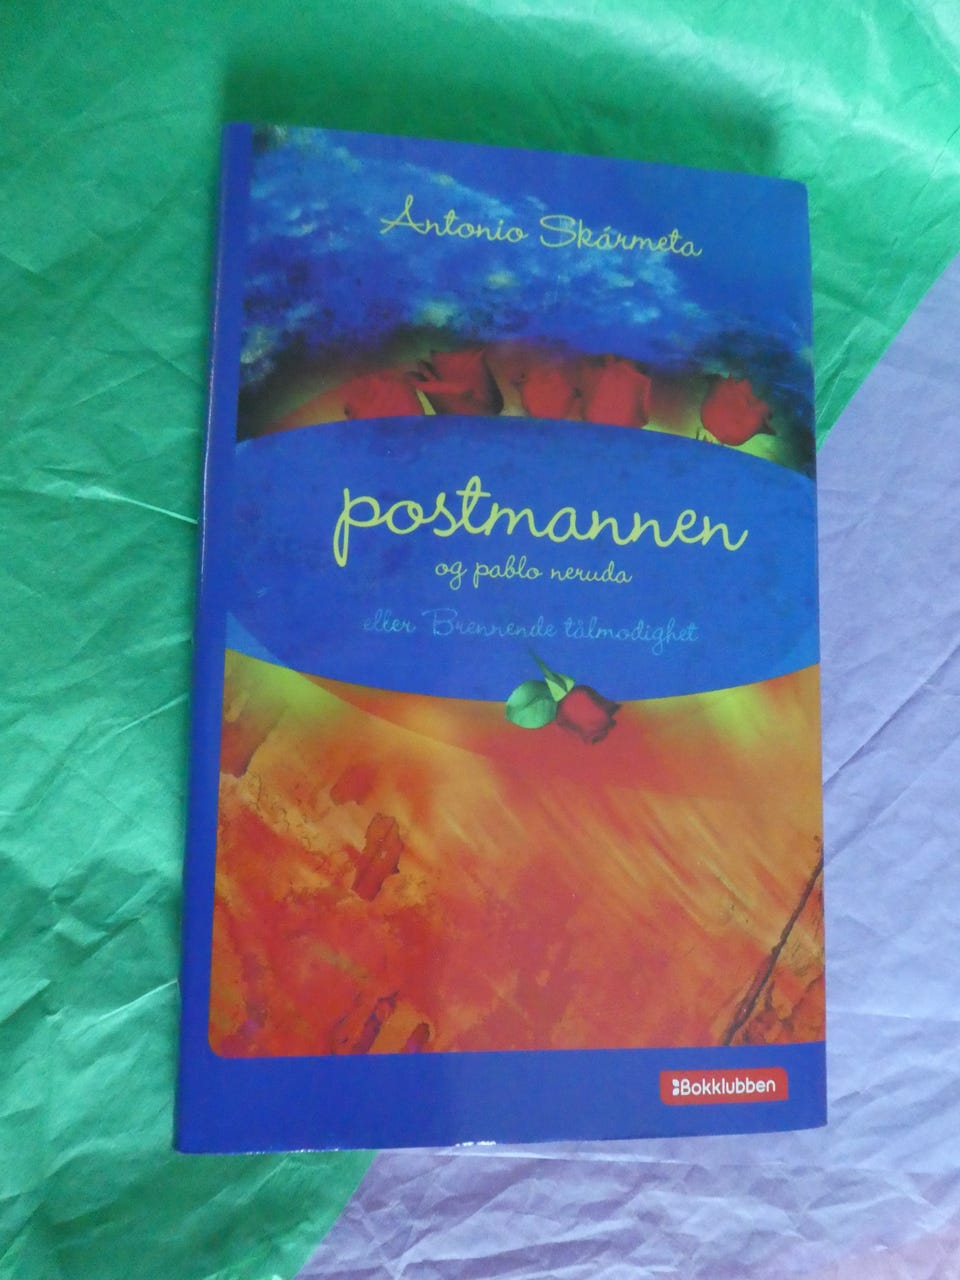 Antonio Skármeta
postmannen
og pablo neruda
eller Brennende tålmodighet
Bokklubben